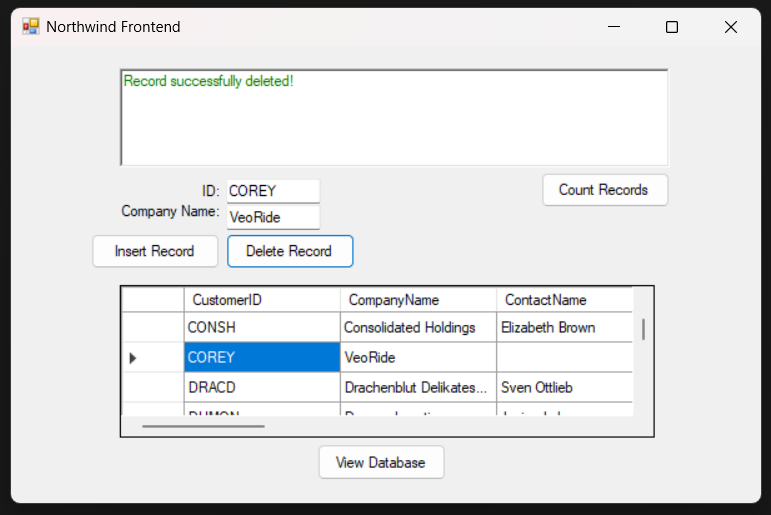 Northwind Frontend
Record successfully deleted!
ID: COREY
Count Records
Company Name: VeoRide
Insert Record Delete Record
CustomerID CompanyName ContactName
CONSH Consolidated Holdings Elizabeth Brown
COREY VeoRide
DRACD Drachenblut Delikates... Sven Ottlieb
View Database